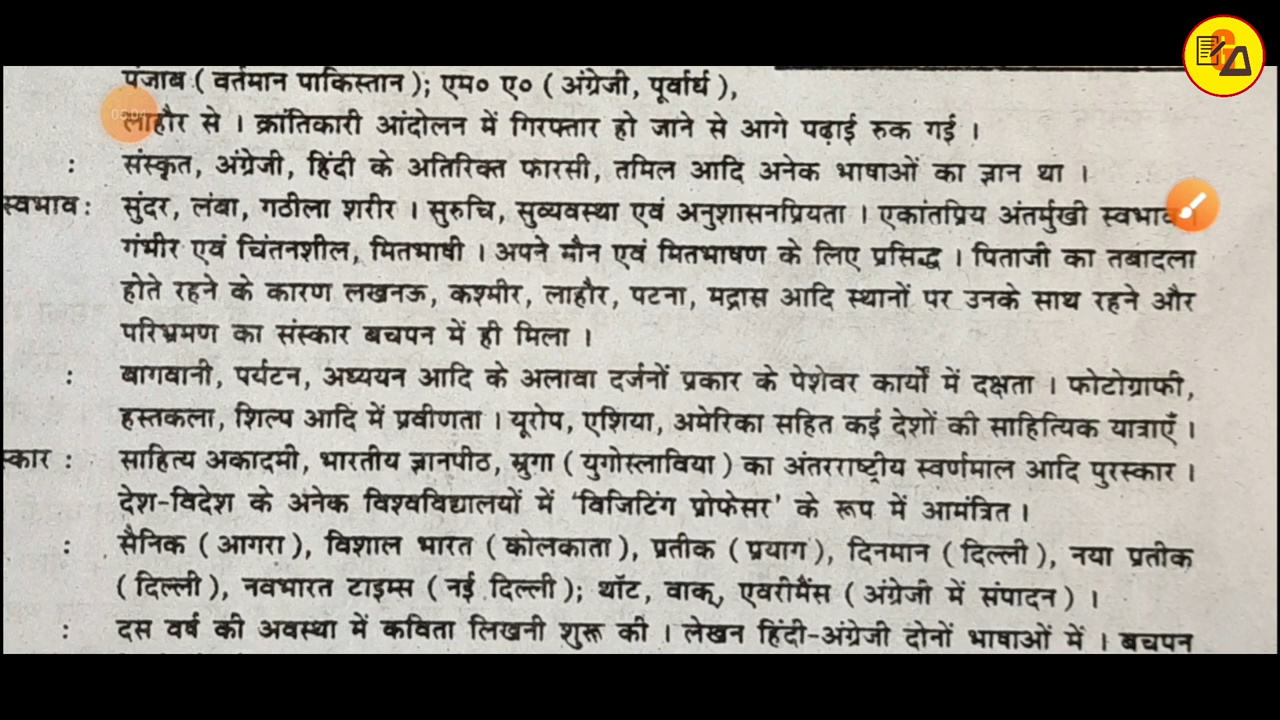 पंजाब ( वर्तमान पाकिस्तान ); एम० ए० ( अंग्रेजी, पूर्वार्ध ),
लाहौर से । क्रांतिकारी आंदोलन में गिरफ्तार हो जाने से आगे पढ़ाई रुक गई ।
: संस्कृत, अंग्रेजी, हिंदी के अतिरिक्त फारसी, तमिल आदि अनेक भाषाओं का ज्ञान था ।
स्वभाव : सुंदर, लंबा, गठीला शरीर । सुरुचि, सुव्यवस्था एवं अनुशासनप्रियता । एकांतप्रिय अंतर्मुखी स्वभाव ।
गंभीर एवं चिंतनशील, मितभाषी । अपने मौन एवं मितभाषण के लिए प्रसिद्ध । पिताजी का तबादला
होते रहने के कारण लखनऊ, कश्मीर, लाहौर, पटना, मद्रास आदि स्थानों पर उनके साथ रहने और
परिभ्रमण का संस्कार बचपन में ही मिला ।
: बागवानी, पर्यटन, अध्ययन आदि के अलावा दर्जनों प्रकार के पेशेवर कार्यों में दक्षता । फोटोग्राफी,
हस्तकला, शिल्प आदि में प्रवीणता । यूरोप, एशिया, अमेरिका सहित कई देशों की साहित्यिक यात्राएँ ।
स्कार : साहित्य अकादमी, भारतीय ज्ञानपीठ, म्रुगा ( युगोस्लाविया ) का अंतरराष्ट्रीय स्वर्णमाल आदि पुरस्कार ।
देश-विदेश के अनेक विश्वविद्यालयों में 'विजिटिंग प्रोफेसर' के रूप में आमंत्रित ।
: सैनिक ( आगरा ), विशाल भारत ( कोलकाता ), प्रतीक ( प्रयाग ), दिनमान ( दिल्ली ), नया प्रतीक
( दिल्ली ), नवभारत टाइम्स ( नई दिल्ली ); थॉट, वाक्, एवरीमैंस ( अंग्रेजी में संपादन ) ।
: दस वर्ष की अवस्था में कविता लिखनी शुरू की । लेखन हिंदी-अंग्रेजी दोनों भाषाओं में । बचपन